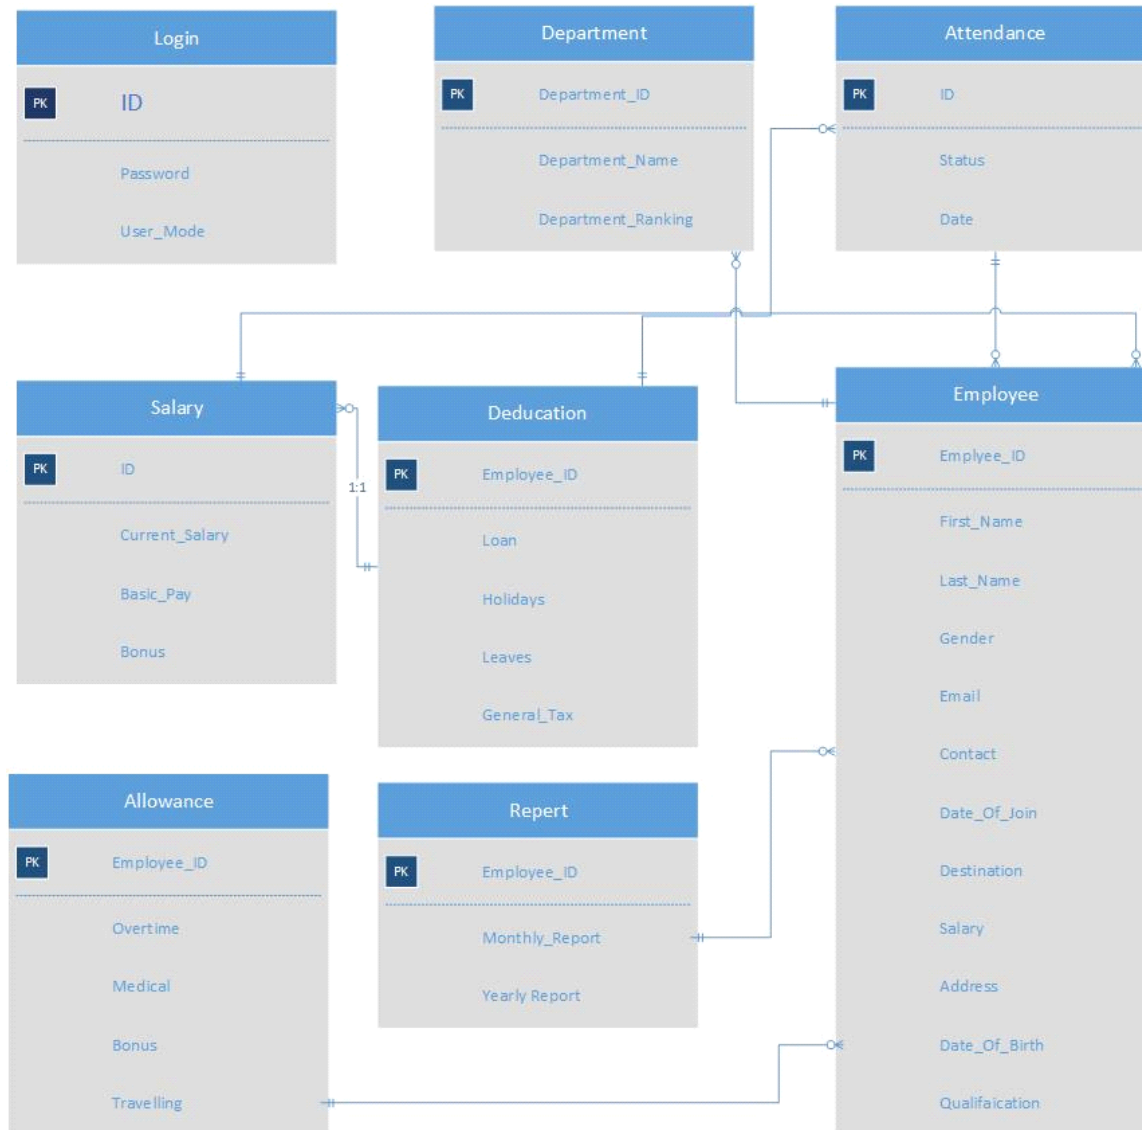 Login
PK
ID
Password
User_Mode
Department
PK
Department_ID
Department_Name
Department_Ranking
Attendance
PK
ID
Status
Date
Salary
PK
ID
Current_Salary
Basic_Pay
Bonus
1:1
Deducation
PK
Employee_ID
Loan
Holidays
Leaves
General_Tax
Employee
PK
Emplyee_ID
First_Name
Last_Name
Gender
Email
Contact
Date_Of_Join
Destination
Salary
Address
Date_Of_Birth
Qualifaication
Allowance
PK
Employee_ID
Overtime
Medical
Bonus
Travelling
Repert
PK
Employee_ID
Monthly_Report
Yearly Report